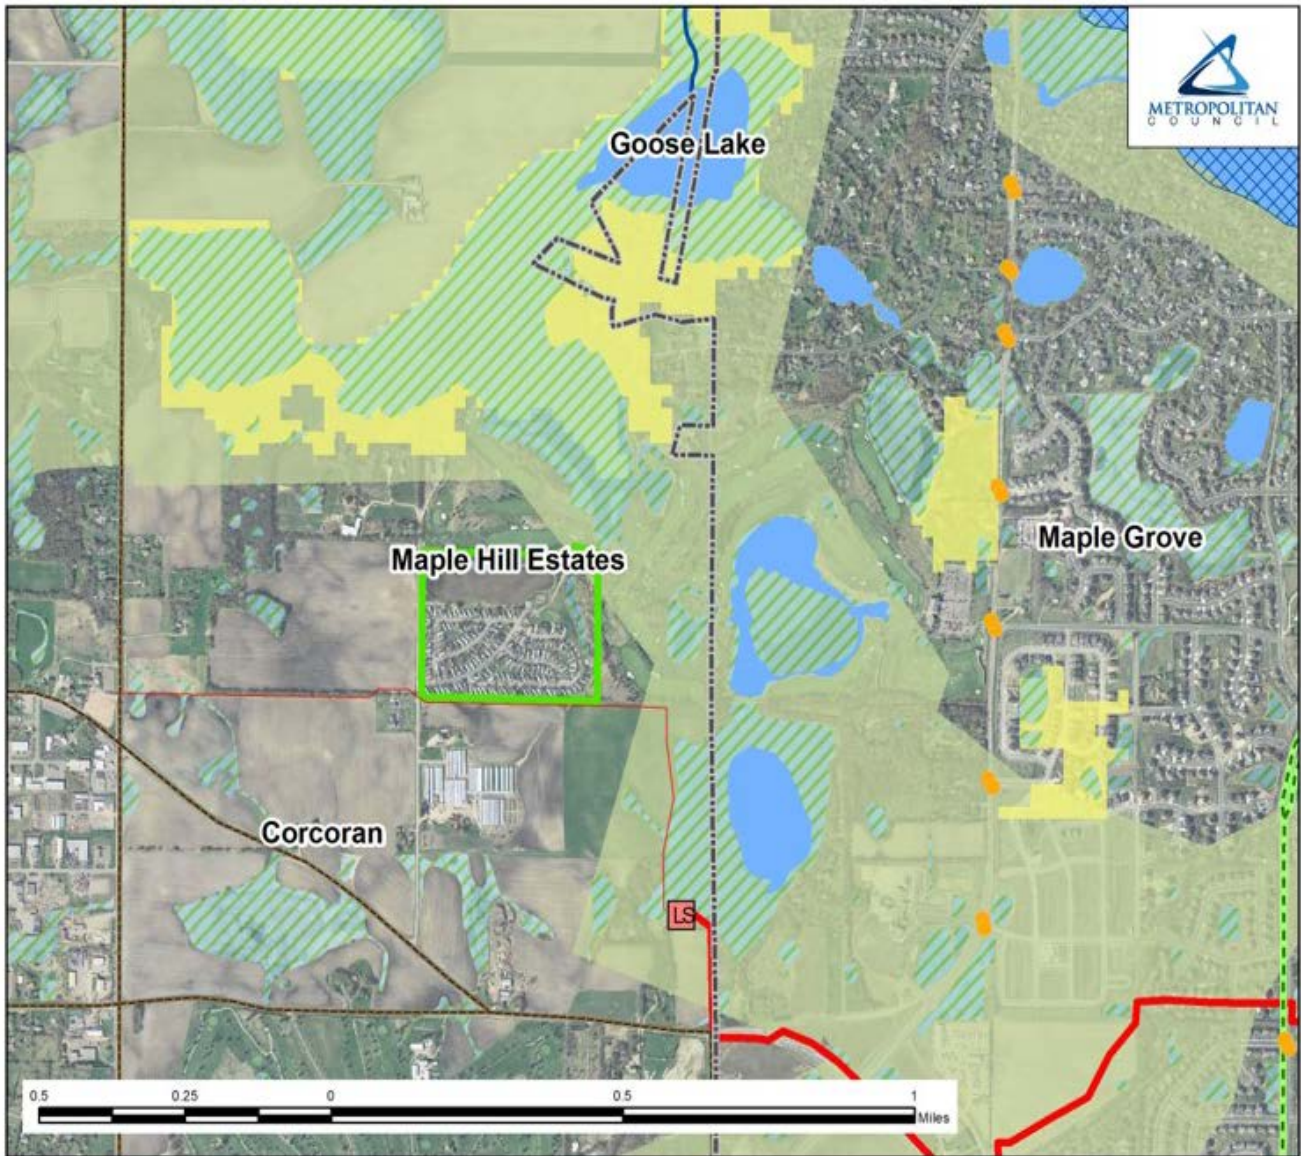 METROPOLITAN
COUNCIL
Goose Lake
Maple Grove
Maple Hill Estates
Corcoran
LS
0.5 0.25 0 0.5 1
Miles